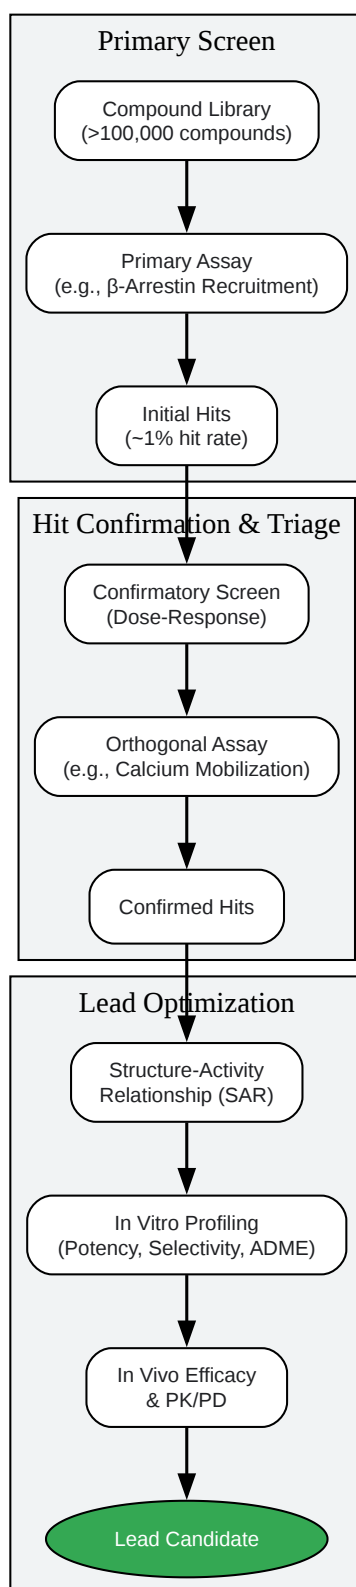 Primary Screen
Compound Library
(>100,000 compounds)
Primary Assay
(e.g., β-Arrestin Recruitment)
Initial Hits
(~1% hit rate)
Hit Confirmation & Triage
Confirmatory Screen
(Dose-Response)
Orthogonal Assay
(e.g., Calcium Mobilization)
Confirmed Hits
Lead Optimization
Structure-Activity
Relationship (SAR)
In Vitro Profiling
(Potency, Selectivity, ADME)
In Vivo Efficacy
& PK/PD
Lead Candidate